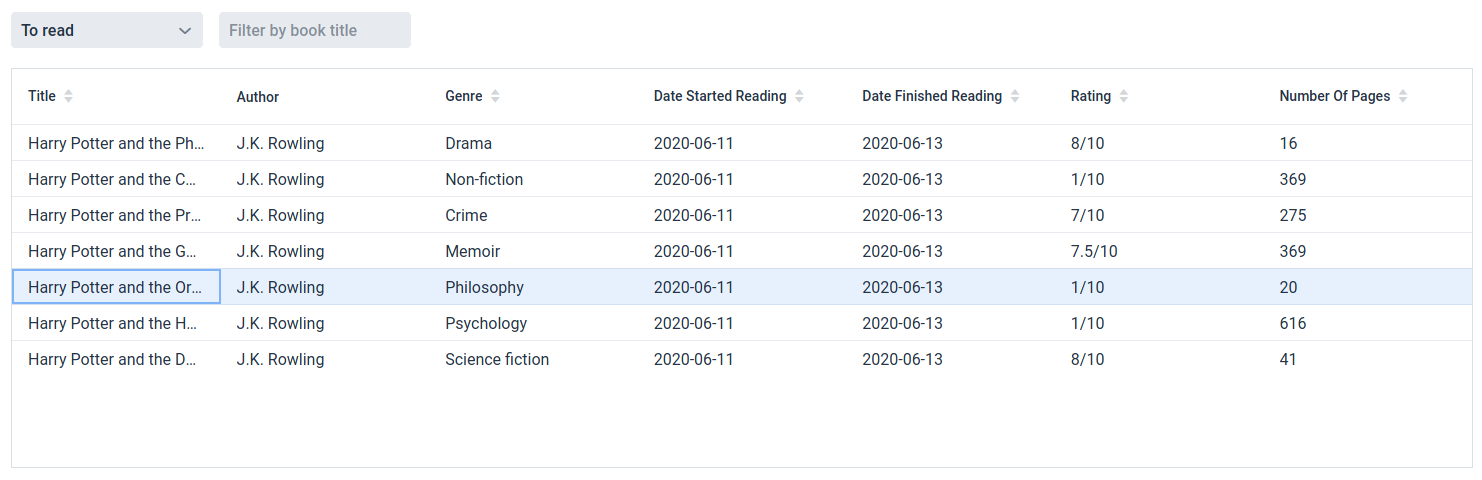 To read Filter by book title
Title Author Genre Date Started Reading Date Finished Reading Rating Number Of Pages
Harry Potter and the Ph... J.K. Rowling Drama 2020-06-11 2020-06-13 8/10 16
Harry Potter and the C... J.K. Rowling Non-fiction 2020-06-11 2020-06-13 1/10 369
Harry Potter and the Pr... J.K. Rowling Crime 2020-06-11 2020-06-13 7/10 275
Harry Potter and the G... J.K. Rowling Memoir 2020-06-11 2020-06-13 7.5/10 369
Harry Potter and the Or... J.K. Rowling Philosophy 2020-06-11 2020-06-13 1/10 20
Harry Potter and the H... J.K. Rowling Psychology 2020-06-11 2020-06-13 1/10 616
Harry Potter and the D... J.K. Rowling Science fiction 2020-06-11 2020-06-13 8/10 41